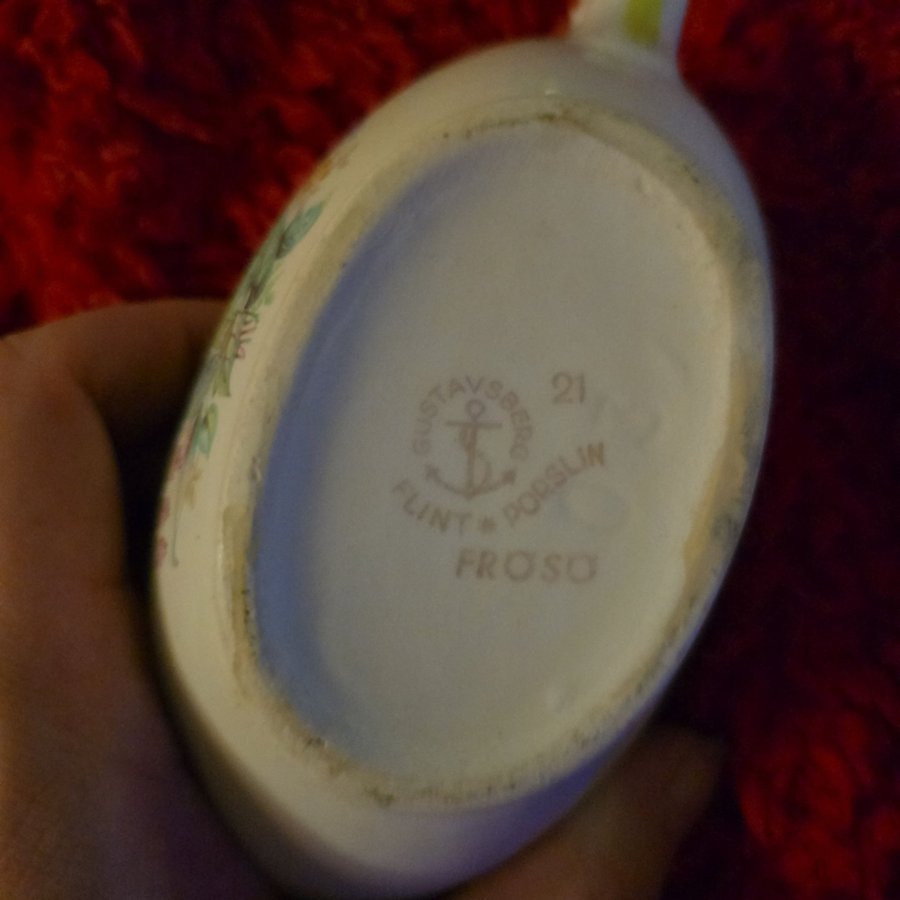 21
GUSTAVSBERG
FLINT * PORSLIN
FRÖSÖ